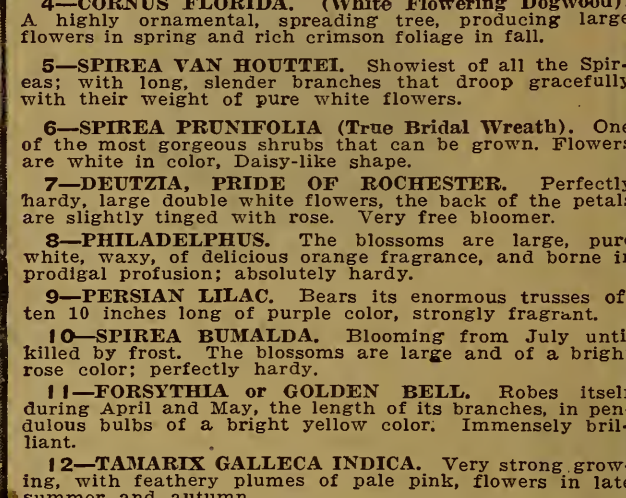 4—CORNUS FLORIDA. (White Flowering Dogwood).
A highly ornamental, spreading tree, producing large
flowers in spring and rich crimson foliage in fall.
5—SPIREA VAN HOUTTEI. Showiest of all the Spir-
eas; with long, slender branches that droop gracefully
with their weight of pure white flowers.
6—SPIREA PRUNIFOLIA (True Bridal Wreath). One
of the most gorgeous shrubs that can be grown. Flowers
are white in color, Daisy-like shape.
7—DEUTZIA, PRIDE OF ROCHESTER. Perfectly
hardy, large double white flowers, the back of the petals
are slightly tinged with rose. Very free bloomer.
8—PHILADELPHUS. The blossoms are large, pure
white, waxy, of delicious orange fragrance, and borne in
prodigal profusion; absolutely hardy.
9—PERSIAN LILAC. Bears its enormous trusses of
ten 10 inches long of purple color, strongly fragrant.
10—SPIREA BUMALDA. Blooming from July until
killed by frost. The blossoms are large and of a bright
rose color; perfectly hardy.
11—FORSYTHIA or GOLDEN BELL. Robes itself
during April and May, the length of its branches, in pen-
dulous bulbs of a bright yellow color. Immensely bril-
liant.
12—TAMARIX GALLECA INDICA. Very strong grow-
ing, with feathery plumes of pale pink, flowers in late
summer and autumn